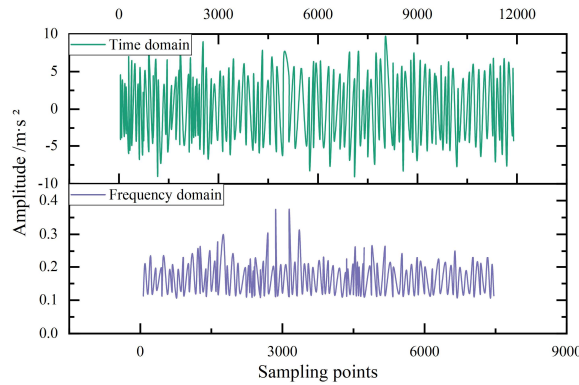 0 3000 6000 9000 12000
10
Time domain
5
0
-5
-10
Amplitude /m·s⁻²
Frequency domain
0.4
0.3
0.2
0.1
0.0
0 3000 6000 9000
Sampling points